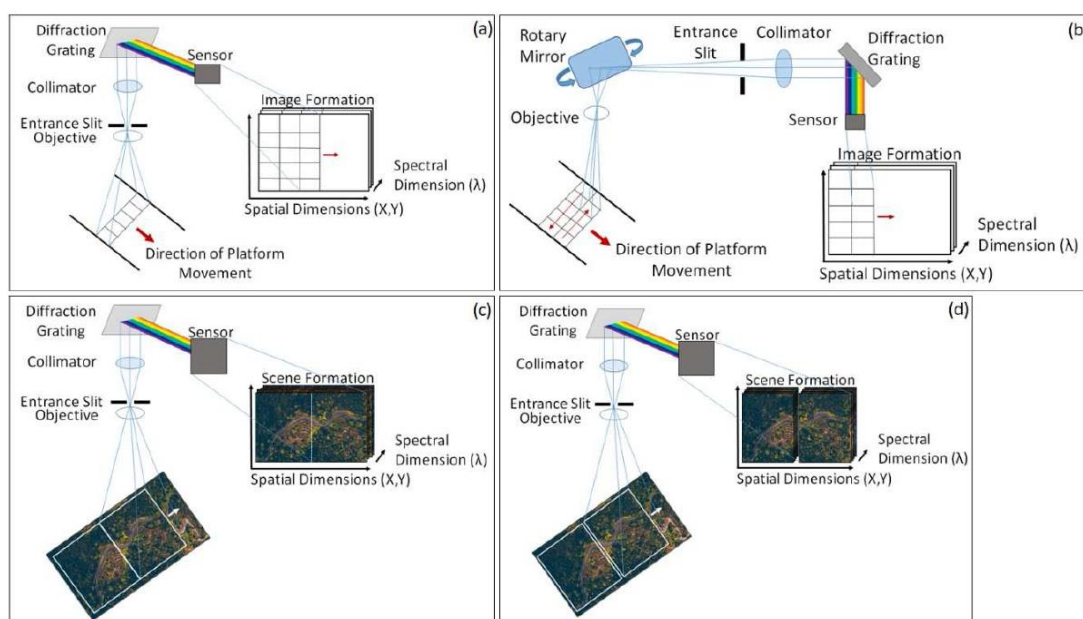 (a)
Diffraction
Grating
Sensor
Collimator
Image Formation
Entrance Slit
Objective
Spectral
Dimension (λ)
Spatial Dimensions (X,Y)
Direction of Platform
Movement
(b)
Rotary
Mirror
Entrance
Slit
Collimator
Diffraction
Grating
Objective
Sensor
Image Formation
Spectral
Dimension (λ)
Direction of Platform
Movement
Spatial Dimensions (X,Y)
(c)
Diffraction
Grating
Sensor
Collimator
Scene Formation
Entrance Slit
Objective
Spectral
Dimension (λ)
Spatial Dimensions (X,Y)
(d)
Diffraction
Grating
Sensor
Collimator
Scene Formation
Entrance Slit
Objective
Spectral
Dimension (λ)
Spatial Dimensions (X,Y)